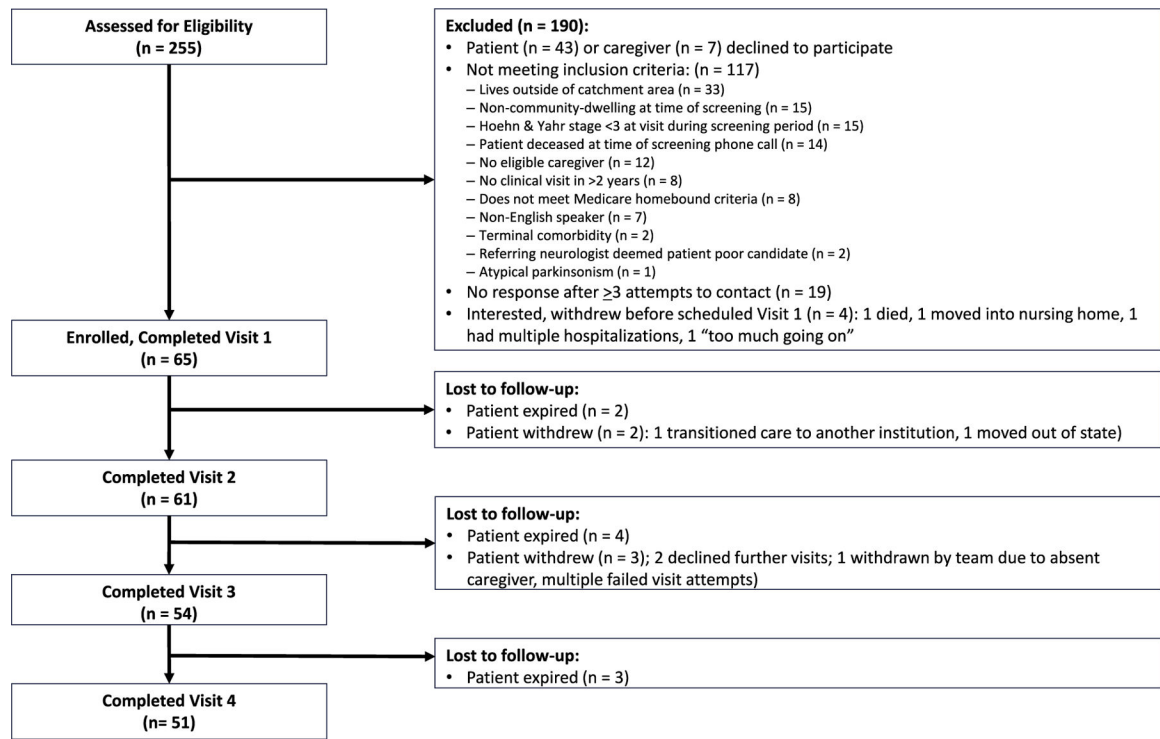 Assessed for Eligibility
(n = 255)
Excluded (n = 190):
• Patient (n = 43) or caregiver (n = 7) declined to participate
• Not meeting inclusion criteria: (n = 117)
– Lives outside of catchment area (n = 33)
– Non-community-dwelling at time of screening (n = 15)
– Hoehn & Yahr stage <3 at visit during screening period (n = 15)
– Patient deceased at time of screening phone call (n = 14)
– No eligible caregiver (n = 12)
– No clinical visit in >2 years (n = 8)
– Does not meet Medicare homebound criteria (n = 8)
– Non-English speaker (n = 7)
– Terminal comorbidity (n = 2)
– Referring neurologist deemed patient poor candidate (n = 2)
– Atypical parkinsonism (n = 1)
• No response after ≥3 attempts to contact (n = 19)
• Interested, withdrew before scheduled Visit 1 (n = 4): 1 died, 1 moved into nursing home, 1
had multiple hospitalizations, 1 “too much going on”
Enrolled, Completed Visit 1
(n = 65)
Lost to follow-up:
• Patient expired (n = 2)
• Patient withdrew (n = 2): 1 transitioned care to another institution, 1 moved out of state)
Completed Visit 2
(n = 61)
Lost to follow-up:
• Patient expired (n = 4)
• Patient withdrew (n = 3); 2 declined further visits; 1 withdrawn by team due to absent
caregiver, multiple failed visit attempts)
Completed Visit 3
(n = 54)
Lost to follow-up:
• Patient expired (n = 3)
Completed Visit 4
(n= 51)